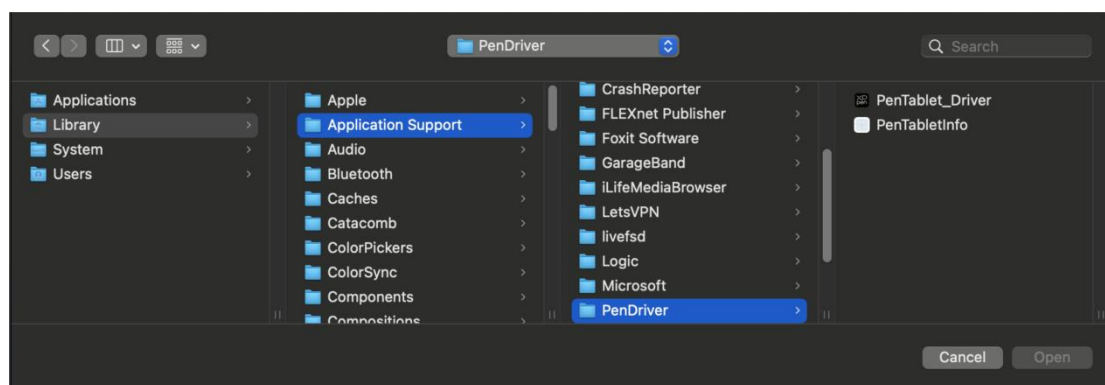 PenDriver
Search
Applications
Library
System
Users
Apple
Application Support
Audio
Bluetooth
Caches
Catacomb
ColorPickers
ColorSync
Components
Compositions
CrashReporter
FLEXnet Publisher
Foxit Software
GarageBand
iLifeMediaBrowser
LetsVPN
livefsd
Logic
Microsoft
PenDriver
PenTablet_Driver
PenTabletInfo
Cancel
Open